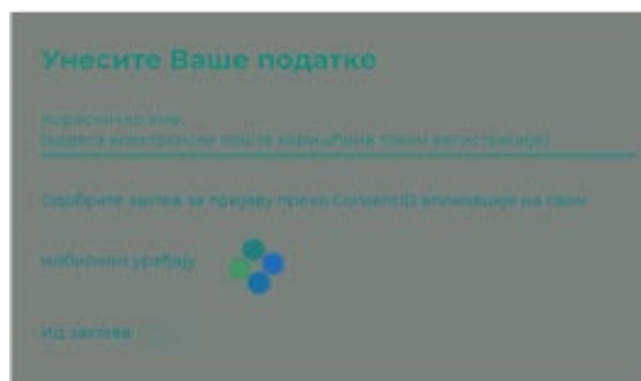 Унесите Ваше податке
Корисничко име
(адреса електронске поште коришћена током регистрације)
Одобрите захтев за пријаву преко ConsentID апликације на свом
мобилном уређају
Ид захтева: